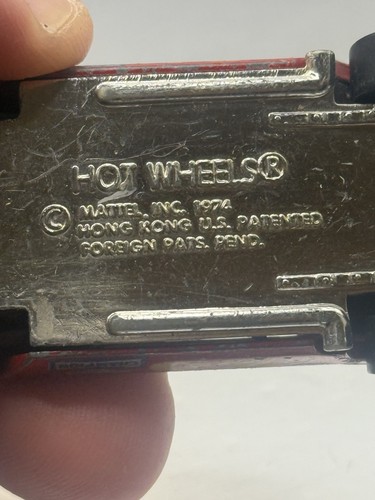 HOT WHEELS®
© MATTEL, INC. 1974
HONG KONG U.S. PATENTED
FOREIGN PATS. PEND.